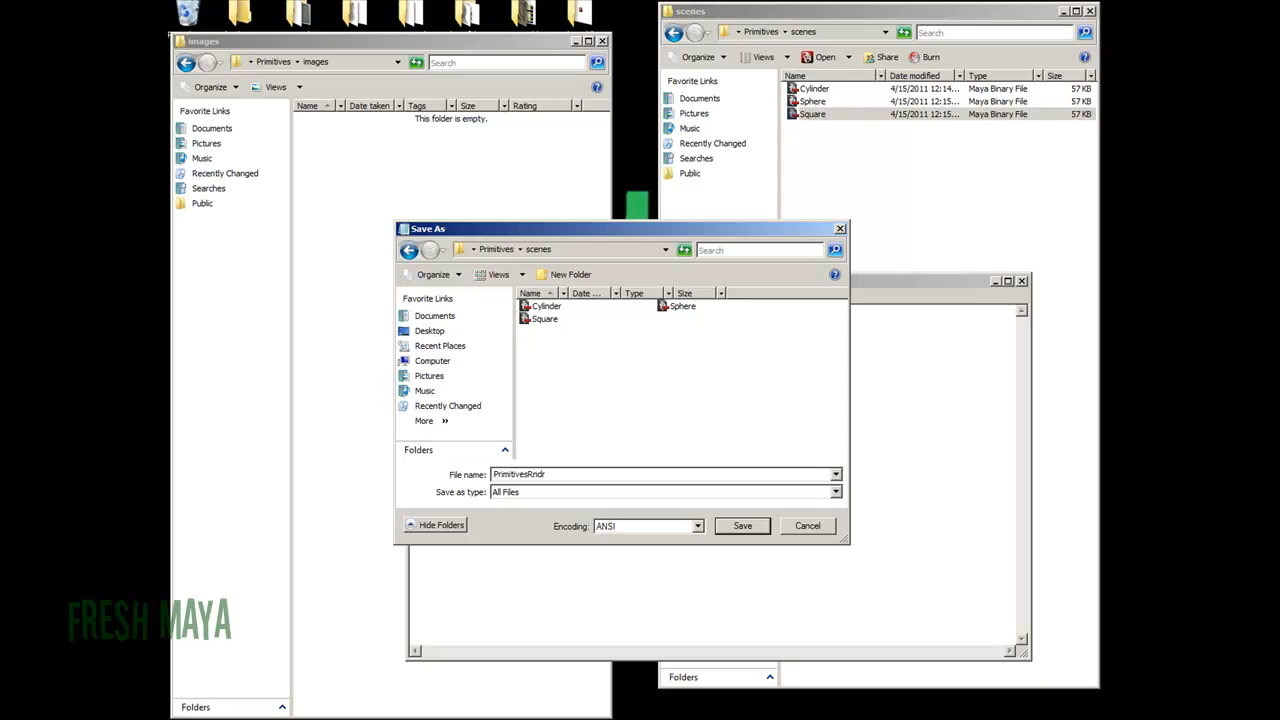 images
Primitives ▸ images
Search
Organize
Views
Favorite Links
Documents
Pictures
Music
Recently Changed
Searches
Public
Name
Date taken
Tags
Size
Rating
This folder is empty.
Folders
scenes
Primitives ▸ scenes
Search
Organize
Views
Open
Share
Burn
Favorite Links
Documents
Pictures
Music
Recently Changed
Searches
Public
Name Date modified Type Size
Cylinder 4/15/2011 12:14... Maya Binary File 57 KB
Sphere 4/15/2011 12:15... Maya Binary File 57 KB
Square 4/15/2011 12:15... Maya Binary File 57 KB
Folders
Save As
Primitives ▸ scenes
Search
Organize
Views
New Folder
Favorite Links
Documents
Desktop
Recent Places
Computer
Pictures
Music
Recently Changed
More »
Folders
Name Date ... Type Size
Cylinder
Sphere
Square
File name: PrimitivesRndr
Save as type: All Files
Hide Folders
Encoding: ANSI
Save
Cancel
FRESH MAYA